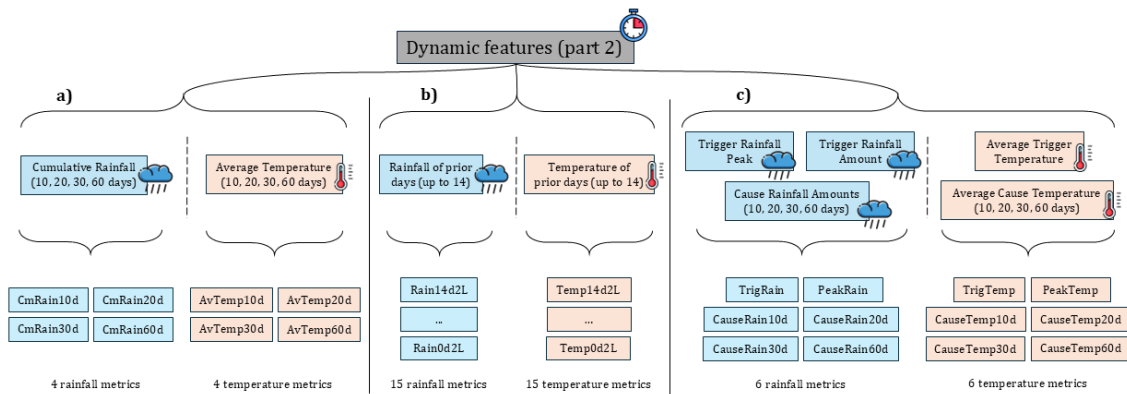 Dynamic features (part 2)
a)
b)
c)
Cumulative Rainfall
(10, 20, 30, 60 days)
Average Temperature
(10, 20, 30, 60 days)
Rainfall of prior
days (up to 14)
Temperature of
prior days (up to 14)
Trigger Rainfall
Peak
Trigger Rainfall
Amount
Cause Rainfall Amounts
(10, 20, 30, 60 days)
Average Trigger
Temperature
Average Cause Temperature
(10, 20, 30, 60 days)
CmRain10d
CmRain20d
CmRain30d
CmRain60d
AvTemp10d
AvTemp20d
AvTemp30d
AvTemp60d
Rain14d2L
...
Rain0d2L
Temp14d2L
...
Temp0d2L
TrigRain
PeakRain
CauseRain10d
CauseRain20d
CauseRain30d
CauseRain60d
TrigTemp
PeakTemp
CauseTemp10d
CauseTemp20d
CauseTemp30d
CauseTemp60d
4 rainfall metrics
4 temperature metrics
15 rainfall metrics
15 temperature metrics
6 rainfall metrics
6 temperature metrics